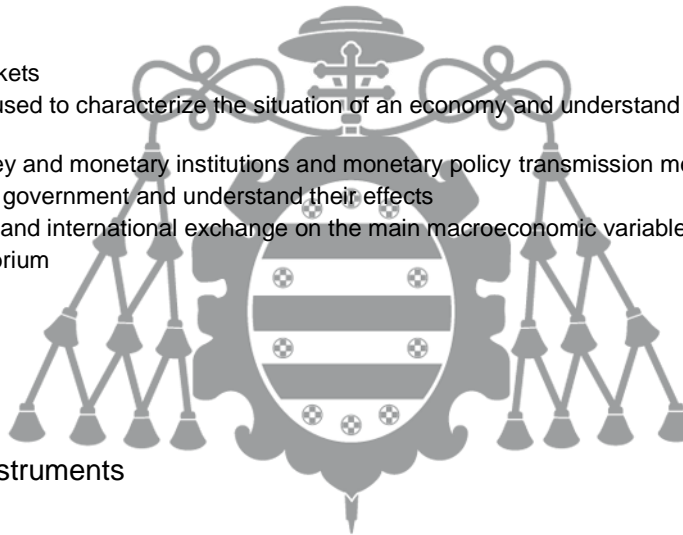 kets
used to characterize the situation of an economy and understand
ey and monetary institutions and monetary policy transmission me
government and understand their effects
and international exchange on the main macroeconomic variable
orium
struments